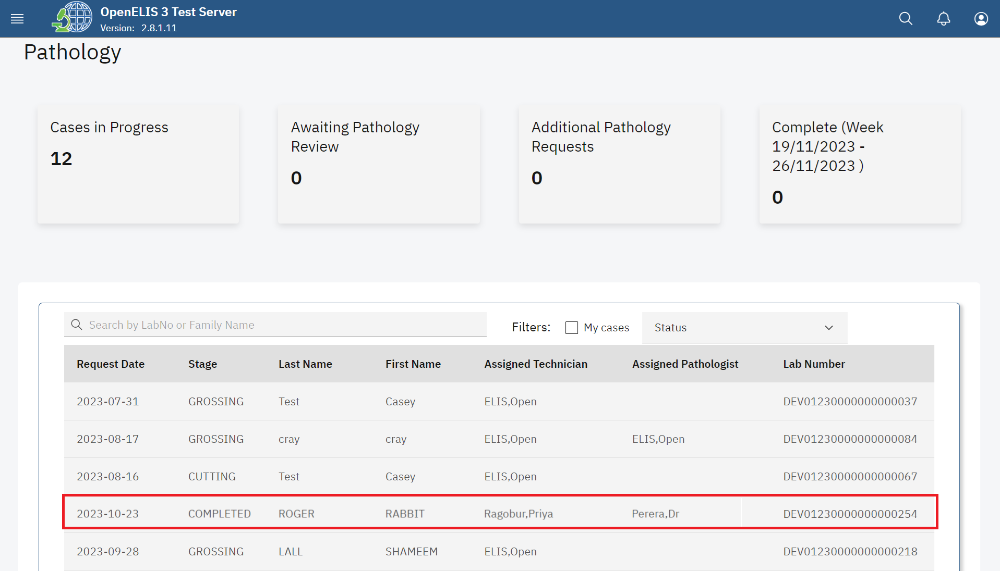 OpenELIS 3 Test Server
Version: 2.8.1.11
Pathology
Cases in Progress
12
Awaiting Pathology
Review
0
Additional Pathology
Requests
0
Complete (Week
19/11/2023 -
26/11/2023 )
0
Search by LabNo or Family Name
Filters: My cases Status
Request Date Stage Last Name First Name Assigned Technician Assigned Pathologist Lab Number
2023-07-31 GROSSING Test Casey ELIS,Open DEV01230000000000037
2023-08-17 GROSSING cray cray ELIS,Open ELIS,Open DEV01230000000000084
2023-08-16 CUTTING Test Casey ELIS,Open DEV01230000000000067
2023-10-23 COMPLETED ROGER RABBIT Ragobur,Priya Perera,Dr DEV01230000000000254
2023-09-28 GROSSING LALL SHAMEEM ELIS,Open DEV01230000000000218